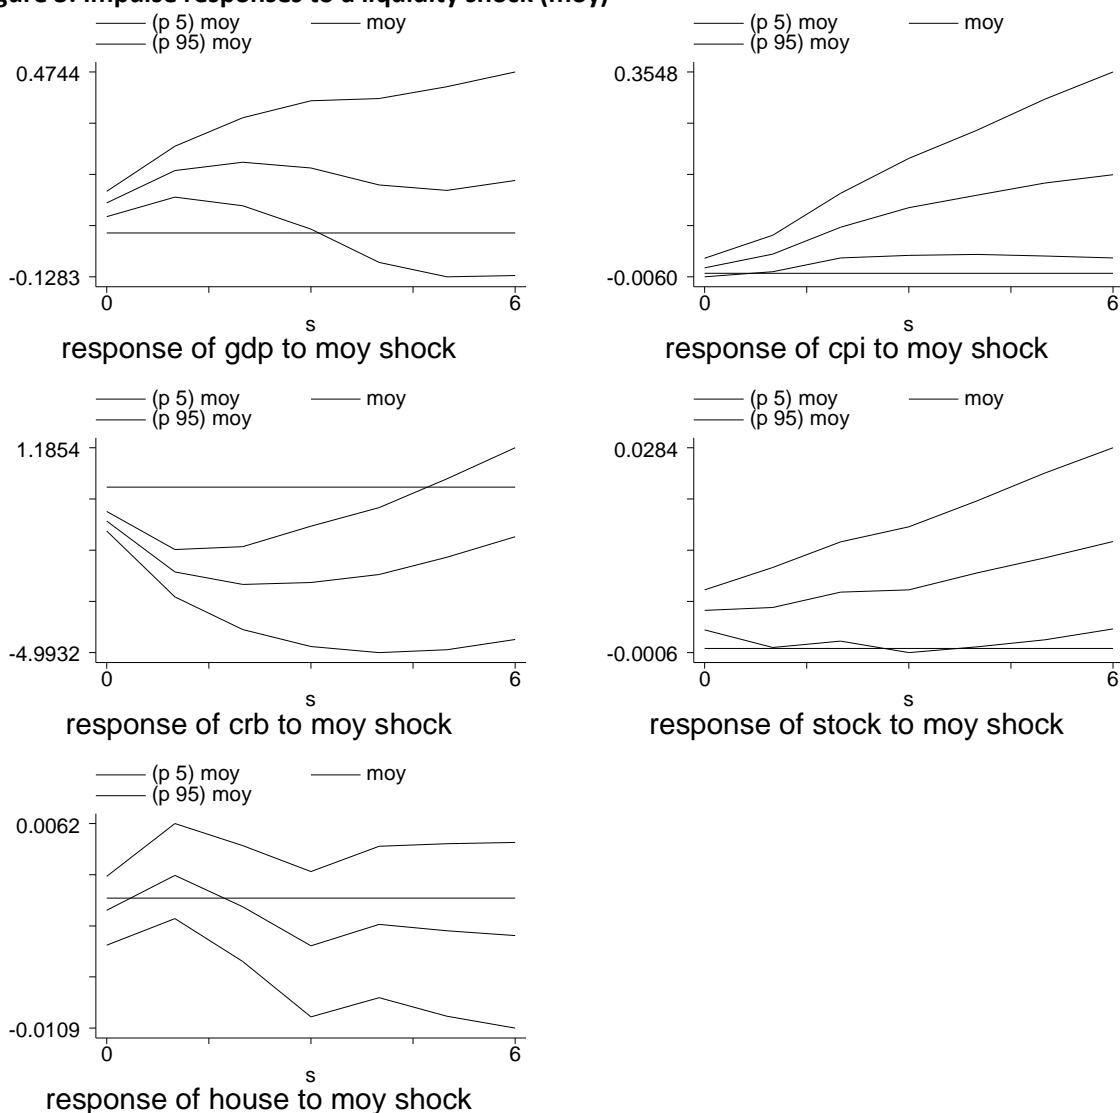 gure 3: Impulse responses to a liquidity shock (moy)
(p 5) moy moy
(p 95) moy
0.4744
-0.1283
0 6
s
response of gdp to moy shock
(p 5) moy moy
(p 95) moy
0.3548
-0.0060
0 6
s
response of cpi to moy shock
(p 5) moy moy
(p 95) moy
1.1854
-4.9932
0 6
s
response of crb to moy shock
(p 5) moy moy
(p 95) moy
0.0284
-0.0006
0 6
s
response of stock to moy shock
(p 5) moy moy
(p 95) moy
0.0062
-0.0109
0 6
s
response of house to moy shock